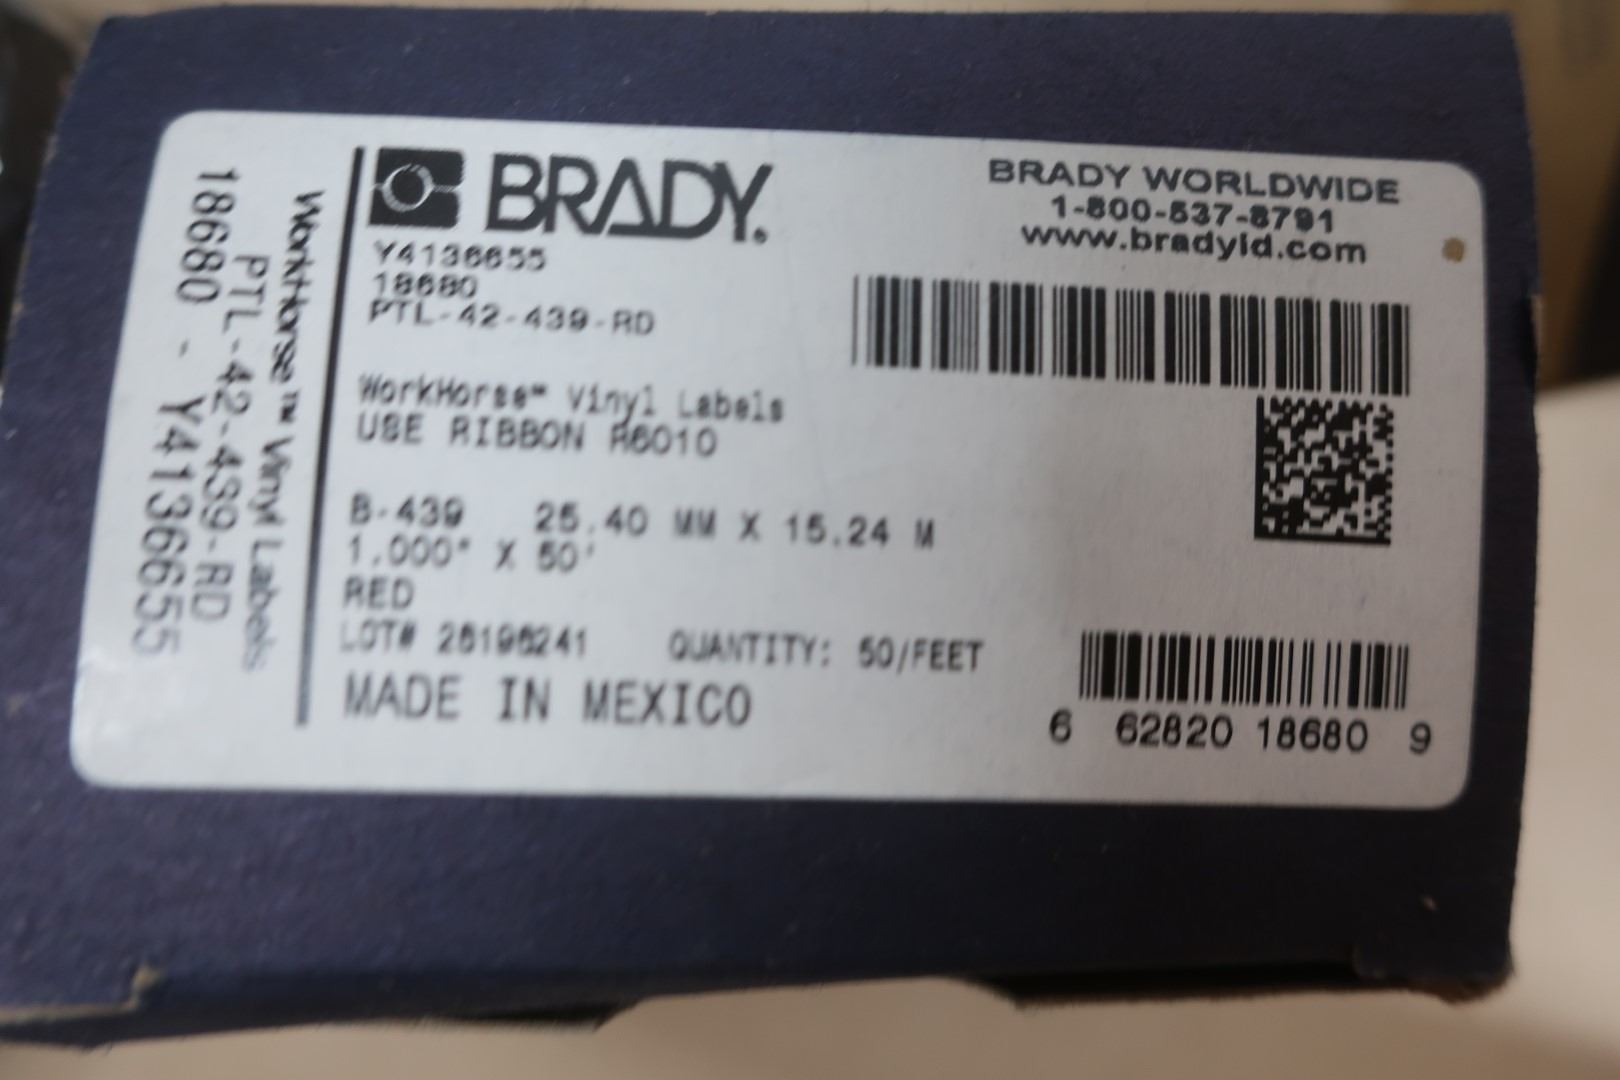 BRADY.
Y4136655
18680
PTL-42-439-RD
WorkHorse™ Vinyl Labels
USE RIBBON R6010
B-439 25.40 MM X 15.24 M
1.000" X 50'
RED
LOT# 26196241 QUANTITY: 50/FEET
MADE IN MEXICO
BRADY WORLDWIDE
1-800-537-8791
www.bradyid.com
6 62820 18680 9
WorkHorse™ Vinyl Labels
PTL-42-439-RD
18680 - Y4136655